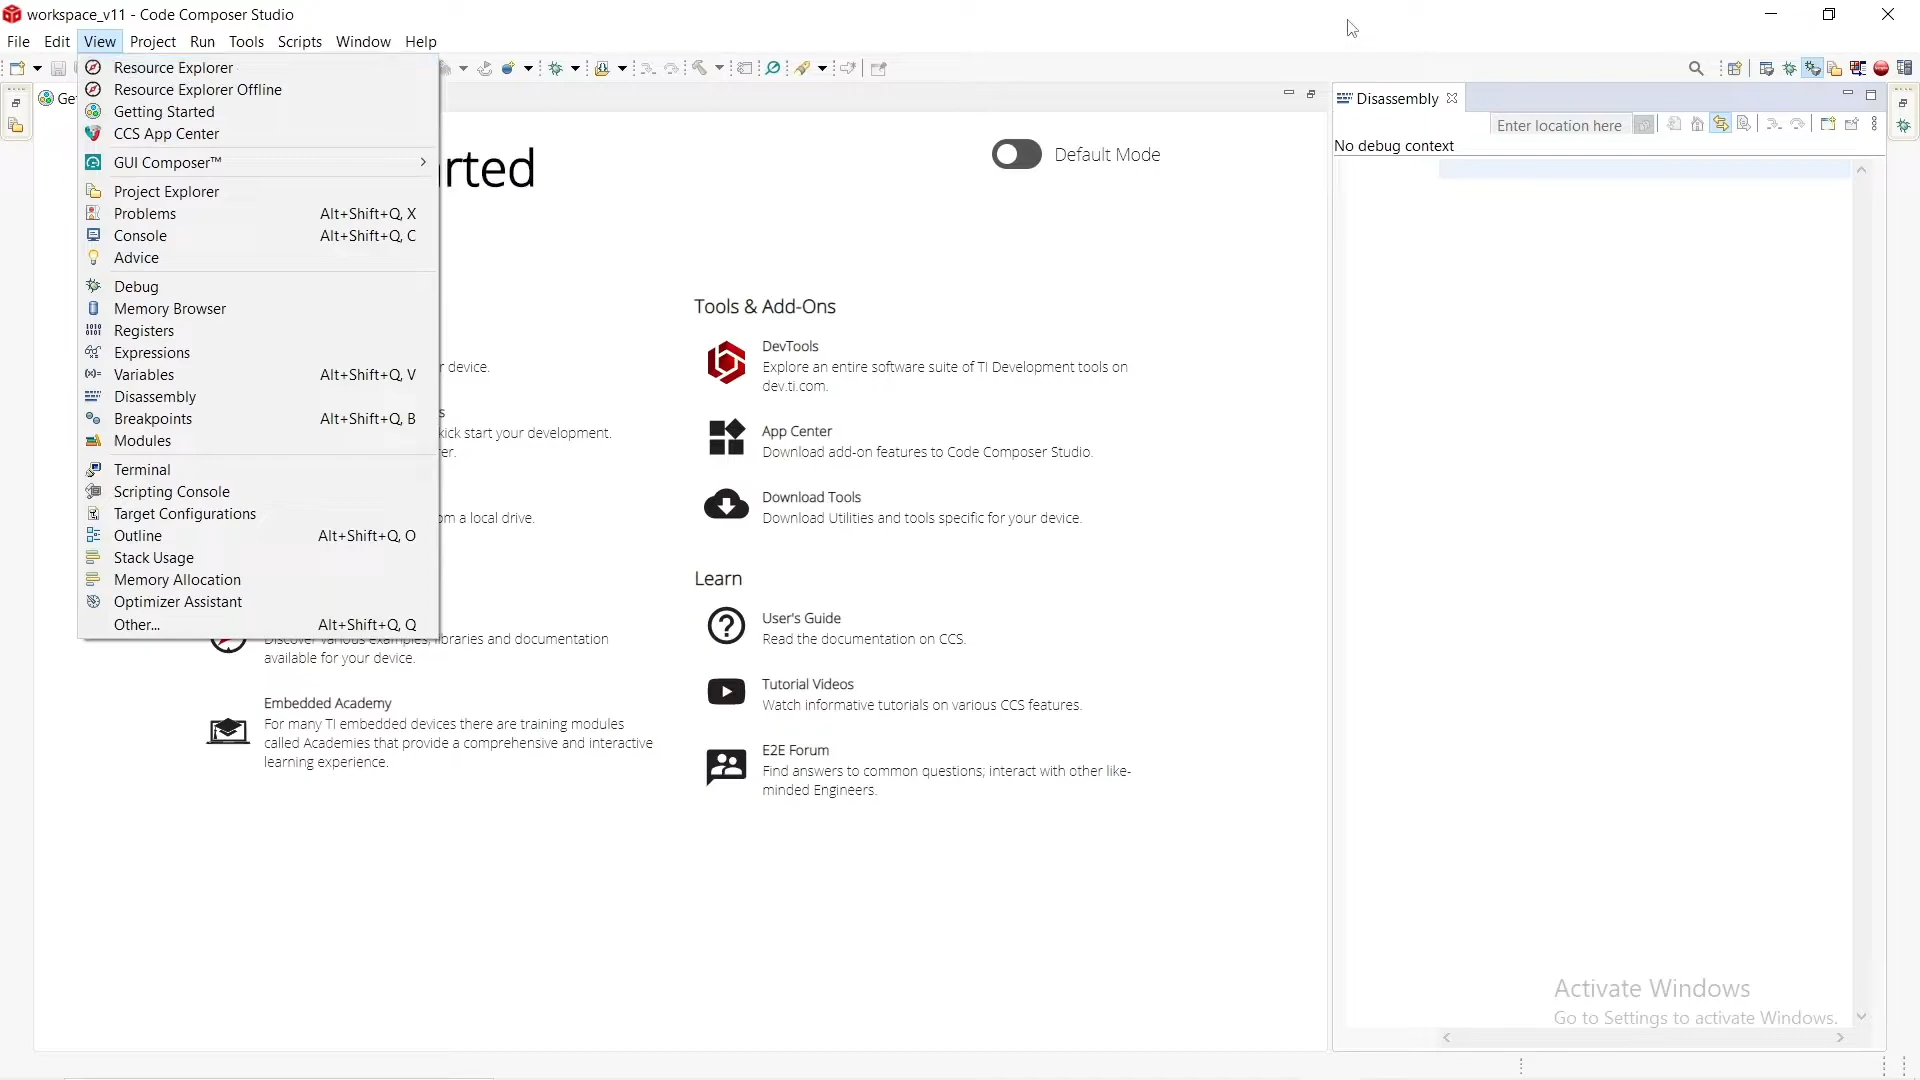 workspace_v11 - Code Composer Studio
File Edit View Project Run Tools Scripts Window Help
Resource Explorer
Resource Explorer Offline
Getting Started
CCS App Center
GUI Composer™
Project Explorer
Problems Alt+Shift+Q, X
Console Alt+Shift+Q, C
Advice
Debug
Memory Browser
Registers
Expressions
Variables Alt+Shift+Q, V
Disassembly
Breakpoints Alt+Shift+Q, B
Modules
Terminal
Scripting Console
Target Configurations
Outline Alt+Shift+Q, O
Stack Usage
Memory Allocation
Optimizer Assistant
Other... Alt+Shift+Q, Q
Ge
rted
Default Mode
r device.
s
kick start your development.
er.
om a local drive.
libraries and documentation
available for your device.
Embedded Academy
For many TI embedded devices there are training modules
called Academies that provide a comprehensive and interactive
learning experience.
Tools & Add-Ons
DevTools
Explore an entire software suite of TI Development tools on
dev.ti.com.
App Center
Download add-on features to Code Composer Studio.
Download Tools
Download Utilities and tools specific for your device.
Learn
User's Guide
Read the documentation on CCS.
Tutorial Videos
Watch informative tutorials on various CCS features.
E2E Forum
Find answers to common questions; interact with other like-
minded Engineers.
Disassembly
Enter location here
No debug context
Activate Windows
Go to Settings to activate Windows.